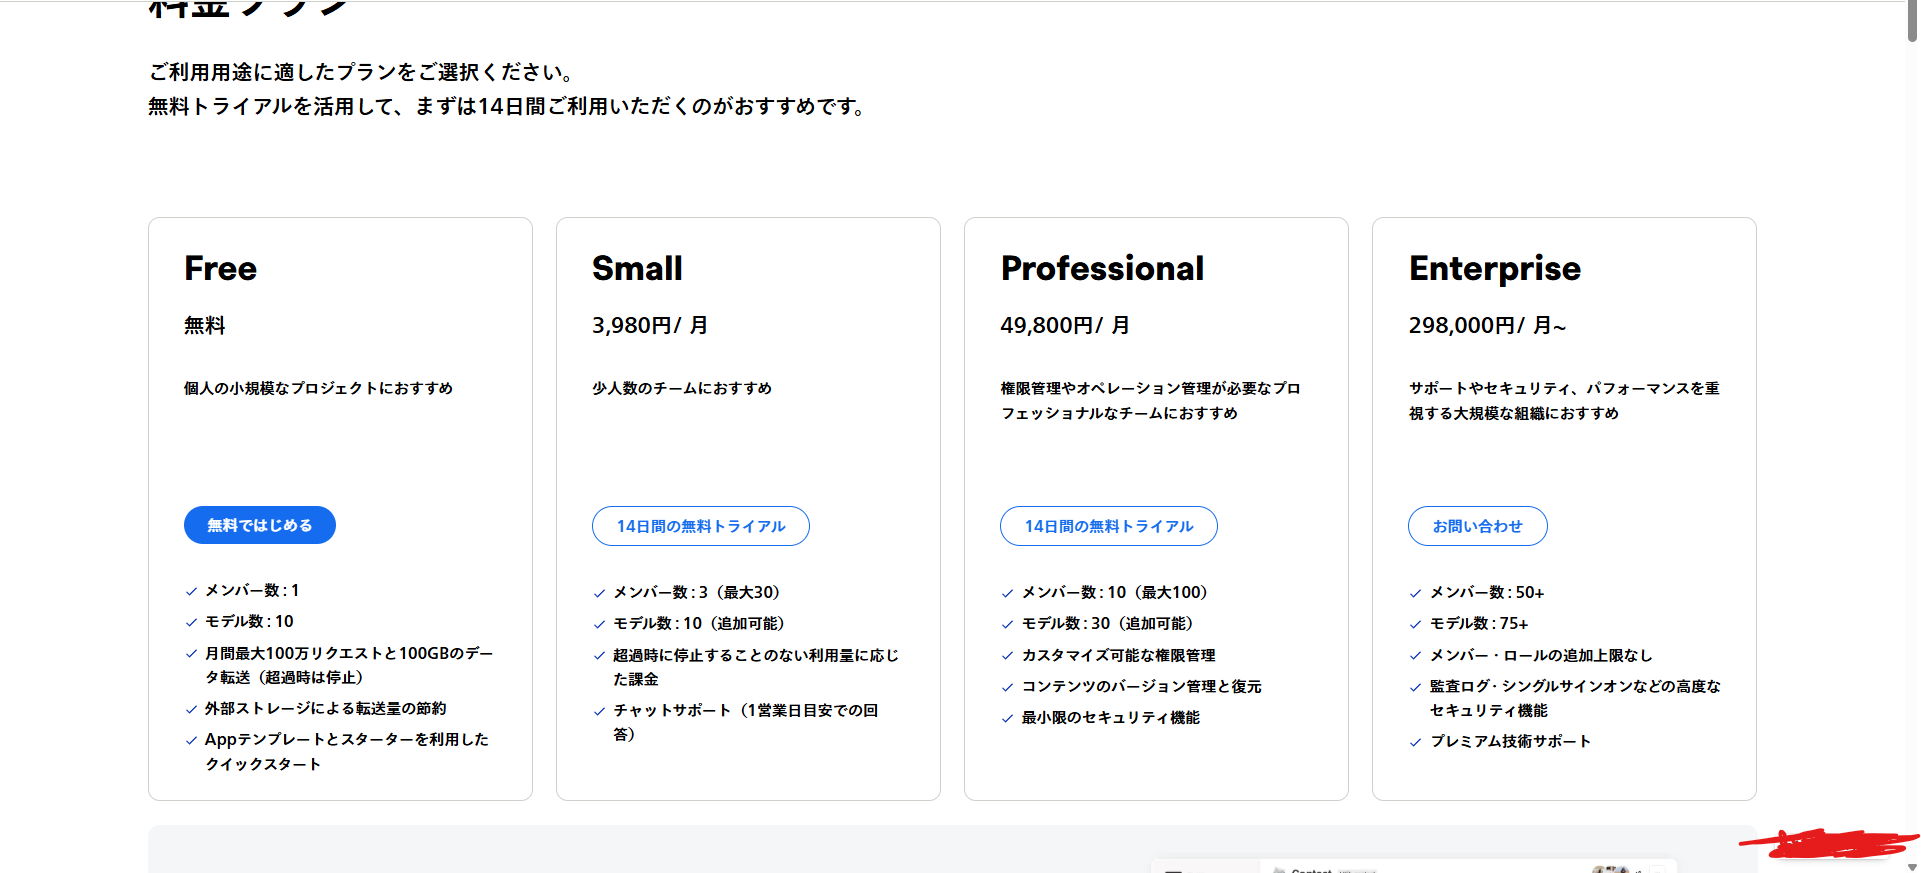 料金プラン
ご利用用途に適したプランをご選択ください。
無料トライアルを活用して、まずは14日間ご利用いただくのがおすすめです。
Free
無料
個人の小規模なプロジェクトにおすすめ
無料ではじめる
メンバー数 : 1
モデル数 : 10
月間最大100万リクエストと100GBのデー
タ転送（超過時は停止）
外部ストレージによる転送量の節約
Appテンプレートとスターターを利用した
クイックスタート
Small
3,980円/ 月
少人数のチームにおすすめ
14日間の無料トライアル
メンバー数 : 3（最大30）
モデル数 : 10（追加可能）
超過時に停止することのない利用量に応じ
た課金
チャットサポート（1営業日目安での回
答）
Professional
49,800円/ 月
権限管理やオペレーション管理が必要なプロ
フェッショナルなチームにおすすめ
14日間の無料トライアル
メンバー数 : 10（最大100）
モデル数 : 30（追加可能）
カスタマイズ可能な権限管理
コンテンツのバージョン管理と復元
最小限のセキュリティ機能
Enterprise
298,000円/ 月~
サポートやセキュリティ、パフォーマンスを重
視する大規模な組織におすすめ
お問い合わせ
メンバー数 : 50+
モデル数 : 75+
メンバー・ロールの追加上限なし
監査ログ・シングルサインオンなどの高度な
セキュリティ機能
プレミアム技術サポート